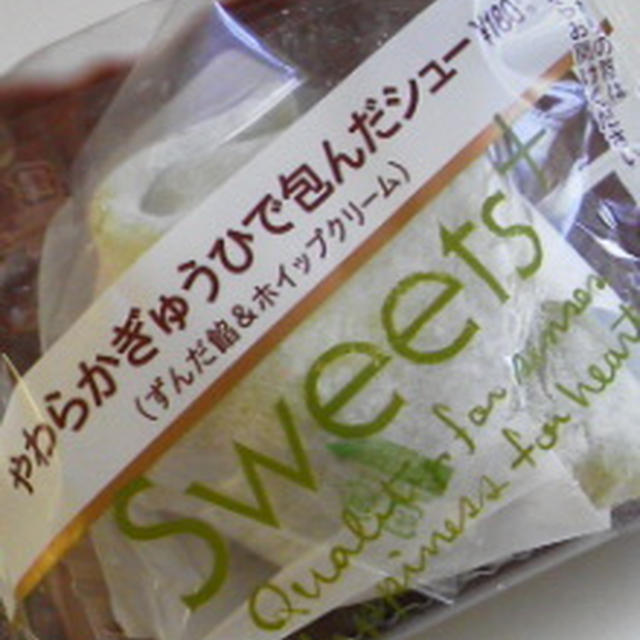 ¥180
やわらかぎゅうひで包んだシュー
(ずんだ餡&ホイップクリーム)
Sweets+
Quality for senses
Happiness for heart